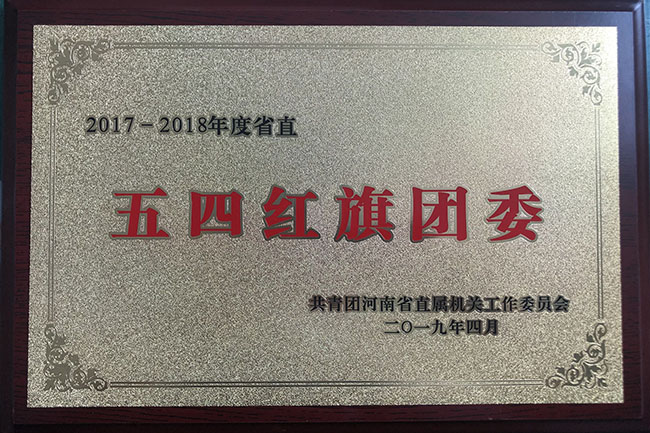 2017－2018年度省直
五四红旗团委
共青团河南省直属机关工作委员会
二〇一九年四月